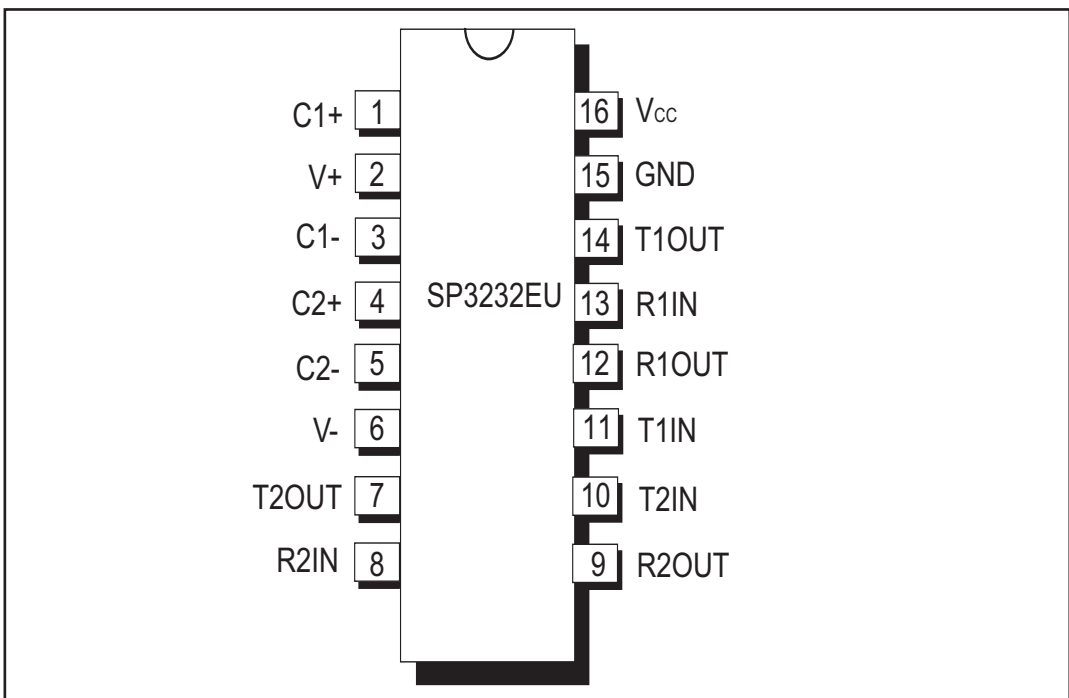 C1+ 1 16 Vcc
V+ 2 15 GND
C1- 3 14 T1OUT
SP3232EU
C2+ 4 13 R1IN
C2- 5 12 R1OUT
V- 6 11 T1IN
T2OUT 7 10 T2IN
R2IN 8 9 R2OUT